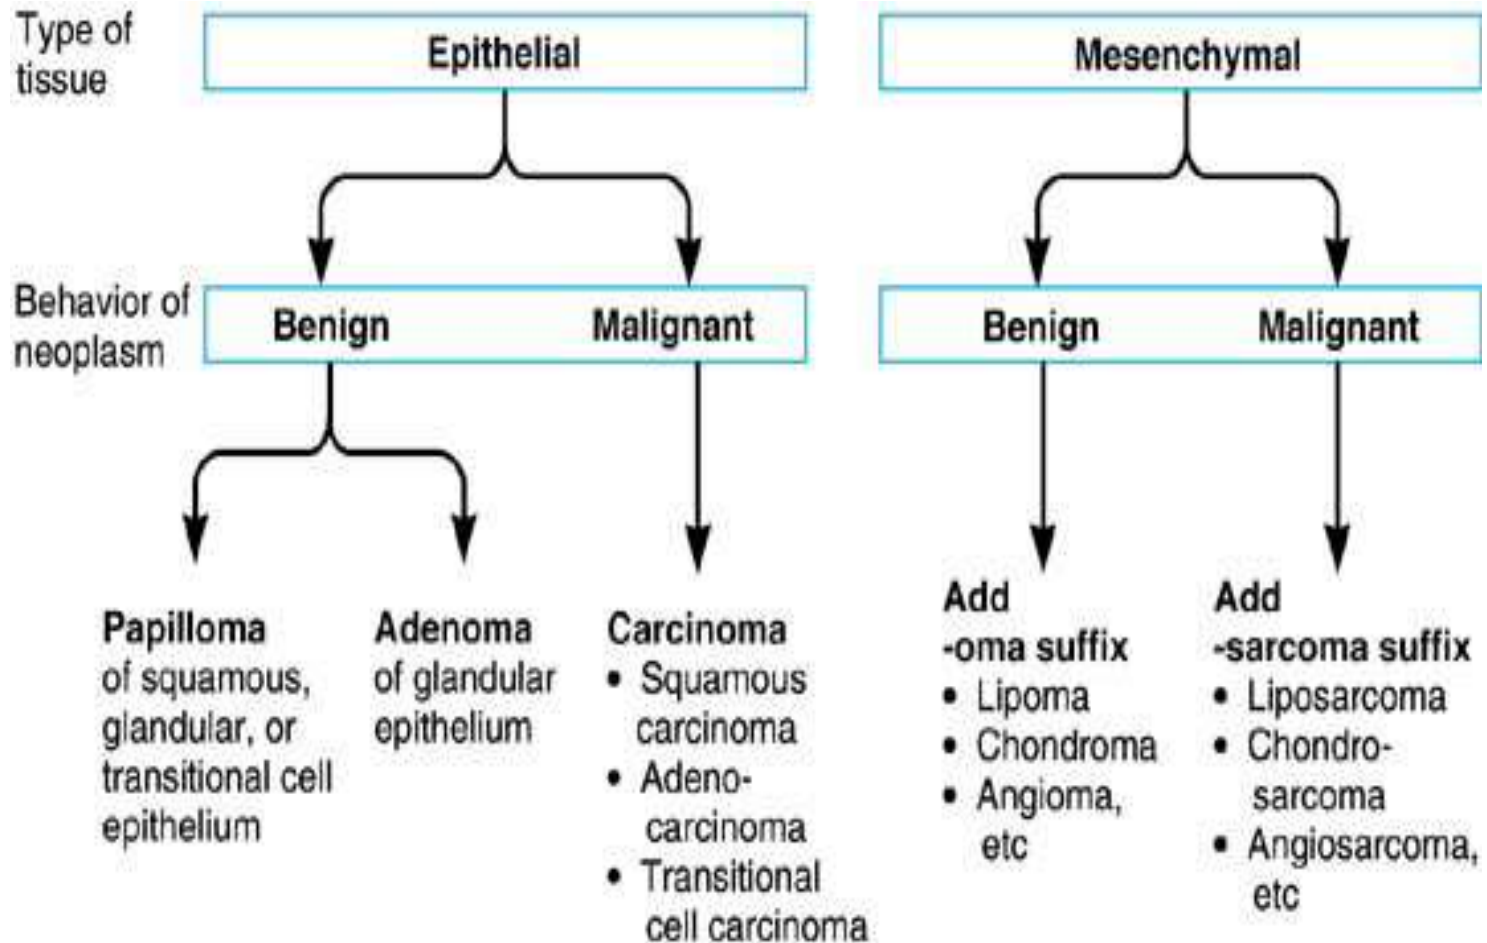 Type of
tissue
Epithelial
Mesenchymal
Behavior of
neoplasm
Benign
Malignant
Benign
Malignant
Papilloma
of squamous,
glandular, or
transitional cell
epithelium
Adenoma
of glandular
epithelium
Carcinoma
• Squamous
carcinoma
• Adeno-
carcinoma
• Transitional
cell carcinoma
Add
-oma suffix
• Lipoma
• Chondroma
• Angioma,
etc
Add
-sarcoma suffix
• Liposarcoma
• Chondro-
sarcoma
• Angiosarcoma,
etc